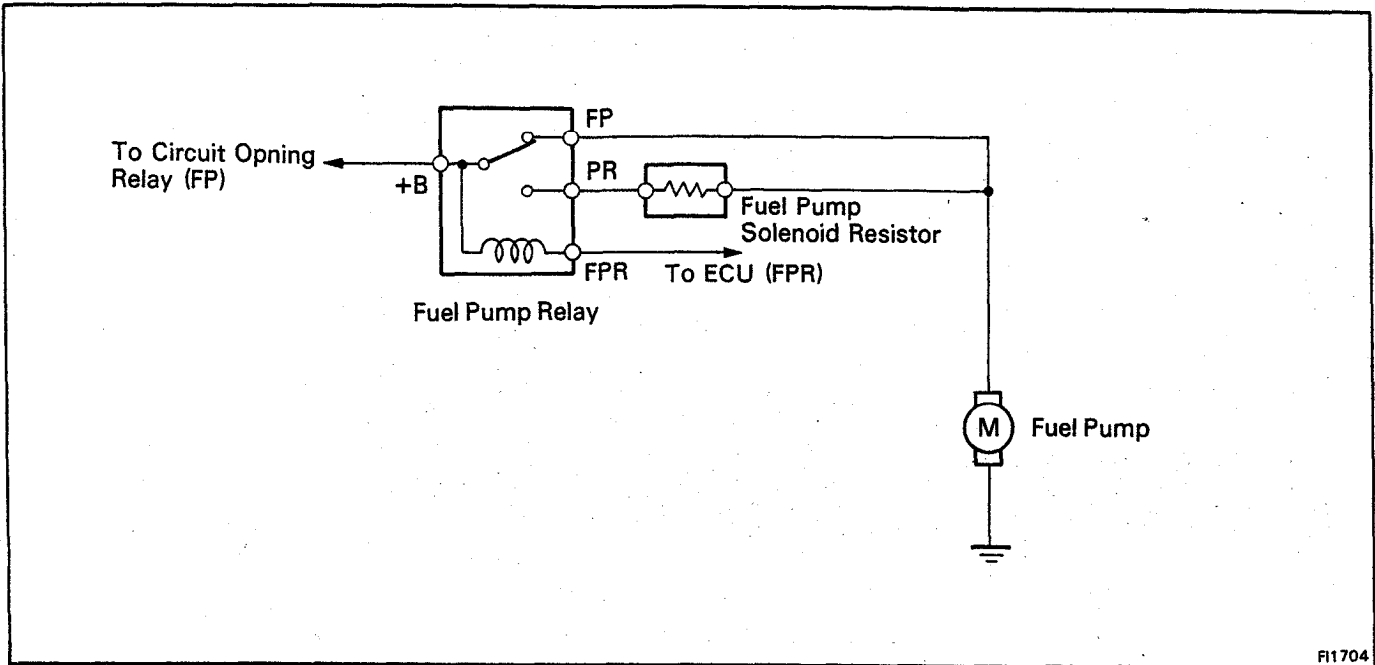 FP
To Circuit Opning
Relay (FP)
+B
PR
Fuel Pump
Solenoid Resistor
FPR
To ECU (FPR)
Fuel Pump Relay
M
Fuel Pump
FI1704